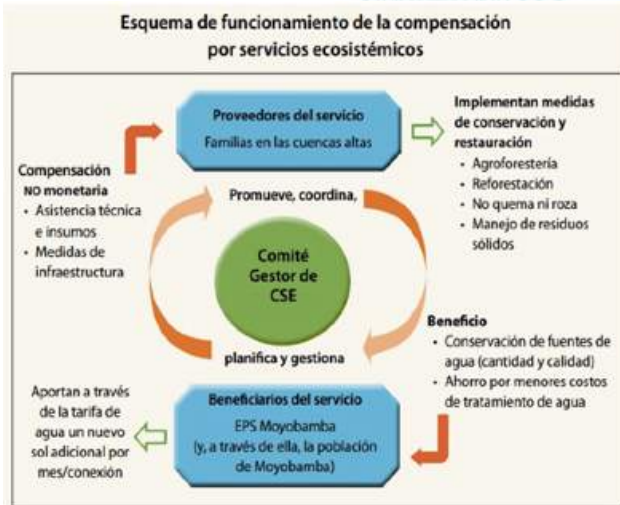 Esquema de funcionamiento de la compensación
por servicios ecosistémicos
Proveedores del servicio
Familias en las cuencas altas
Implementan medidas
de conservación y
restauración
• Agroforestería
• Reforestación
• No quema ni roza
• Manejo de residuos
sólidos
Compensación
NO monetaria
• Asistencia técnica
e insumos
• Medidas de
infraestructura
Promueve, coordina,
Comité
Gestor de
CSE
planifica y gestiona
Beneficio
• Conservación de fuentes de
agua (cantidad y calidad)
• Ahorro por menores costos
de tratamiento de agua
Beneficiarios del servicio
EPS Moyobamba
(y, a través de ella, la población
de Moyobamba)
Aportan a través
de la tarifa de
agua un nuevo
sol adicional por
mes/conexión